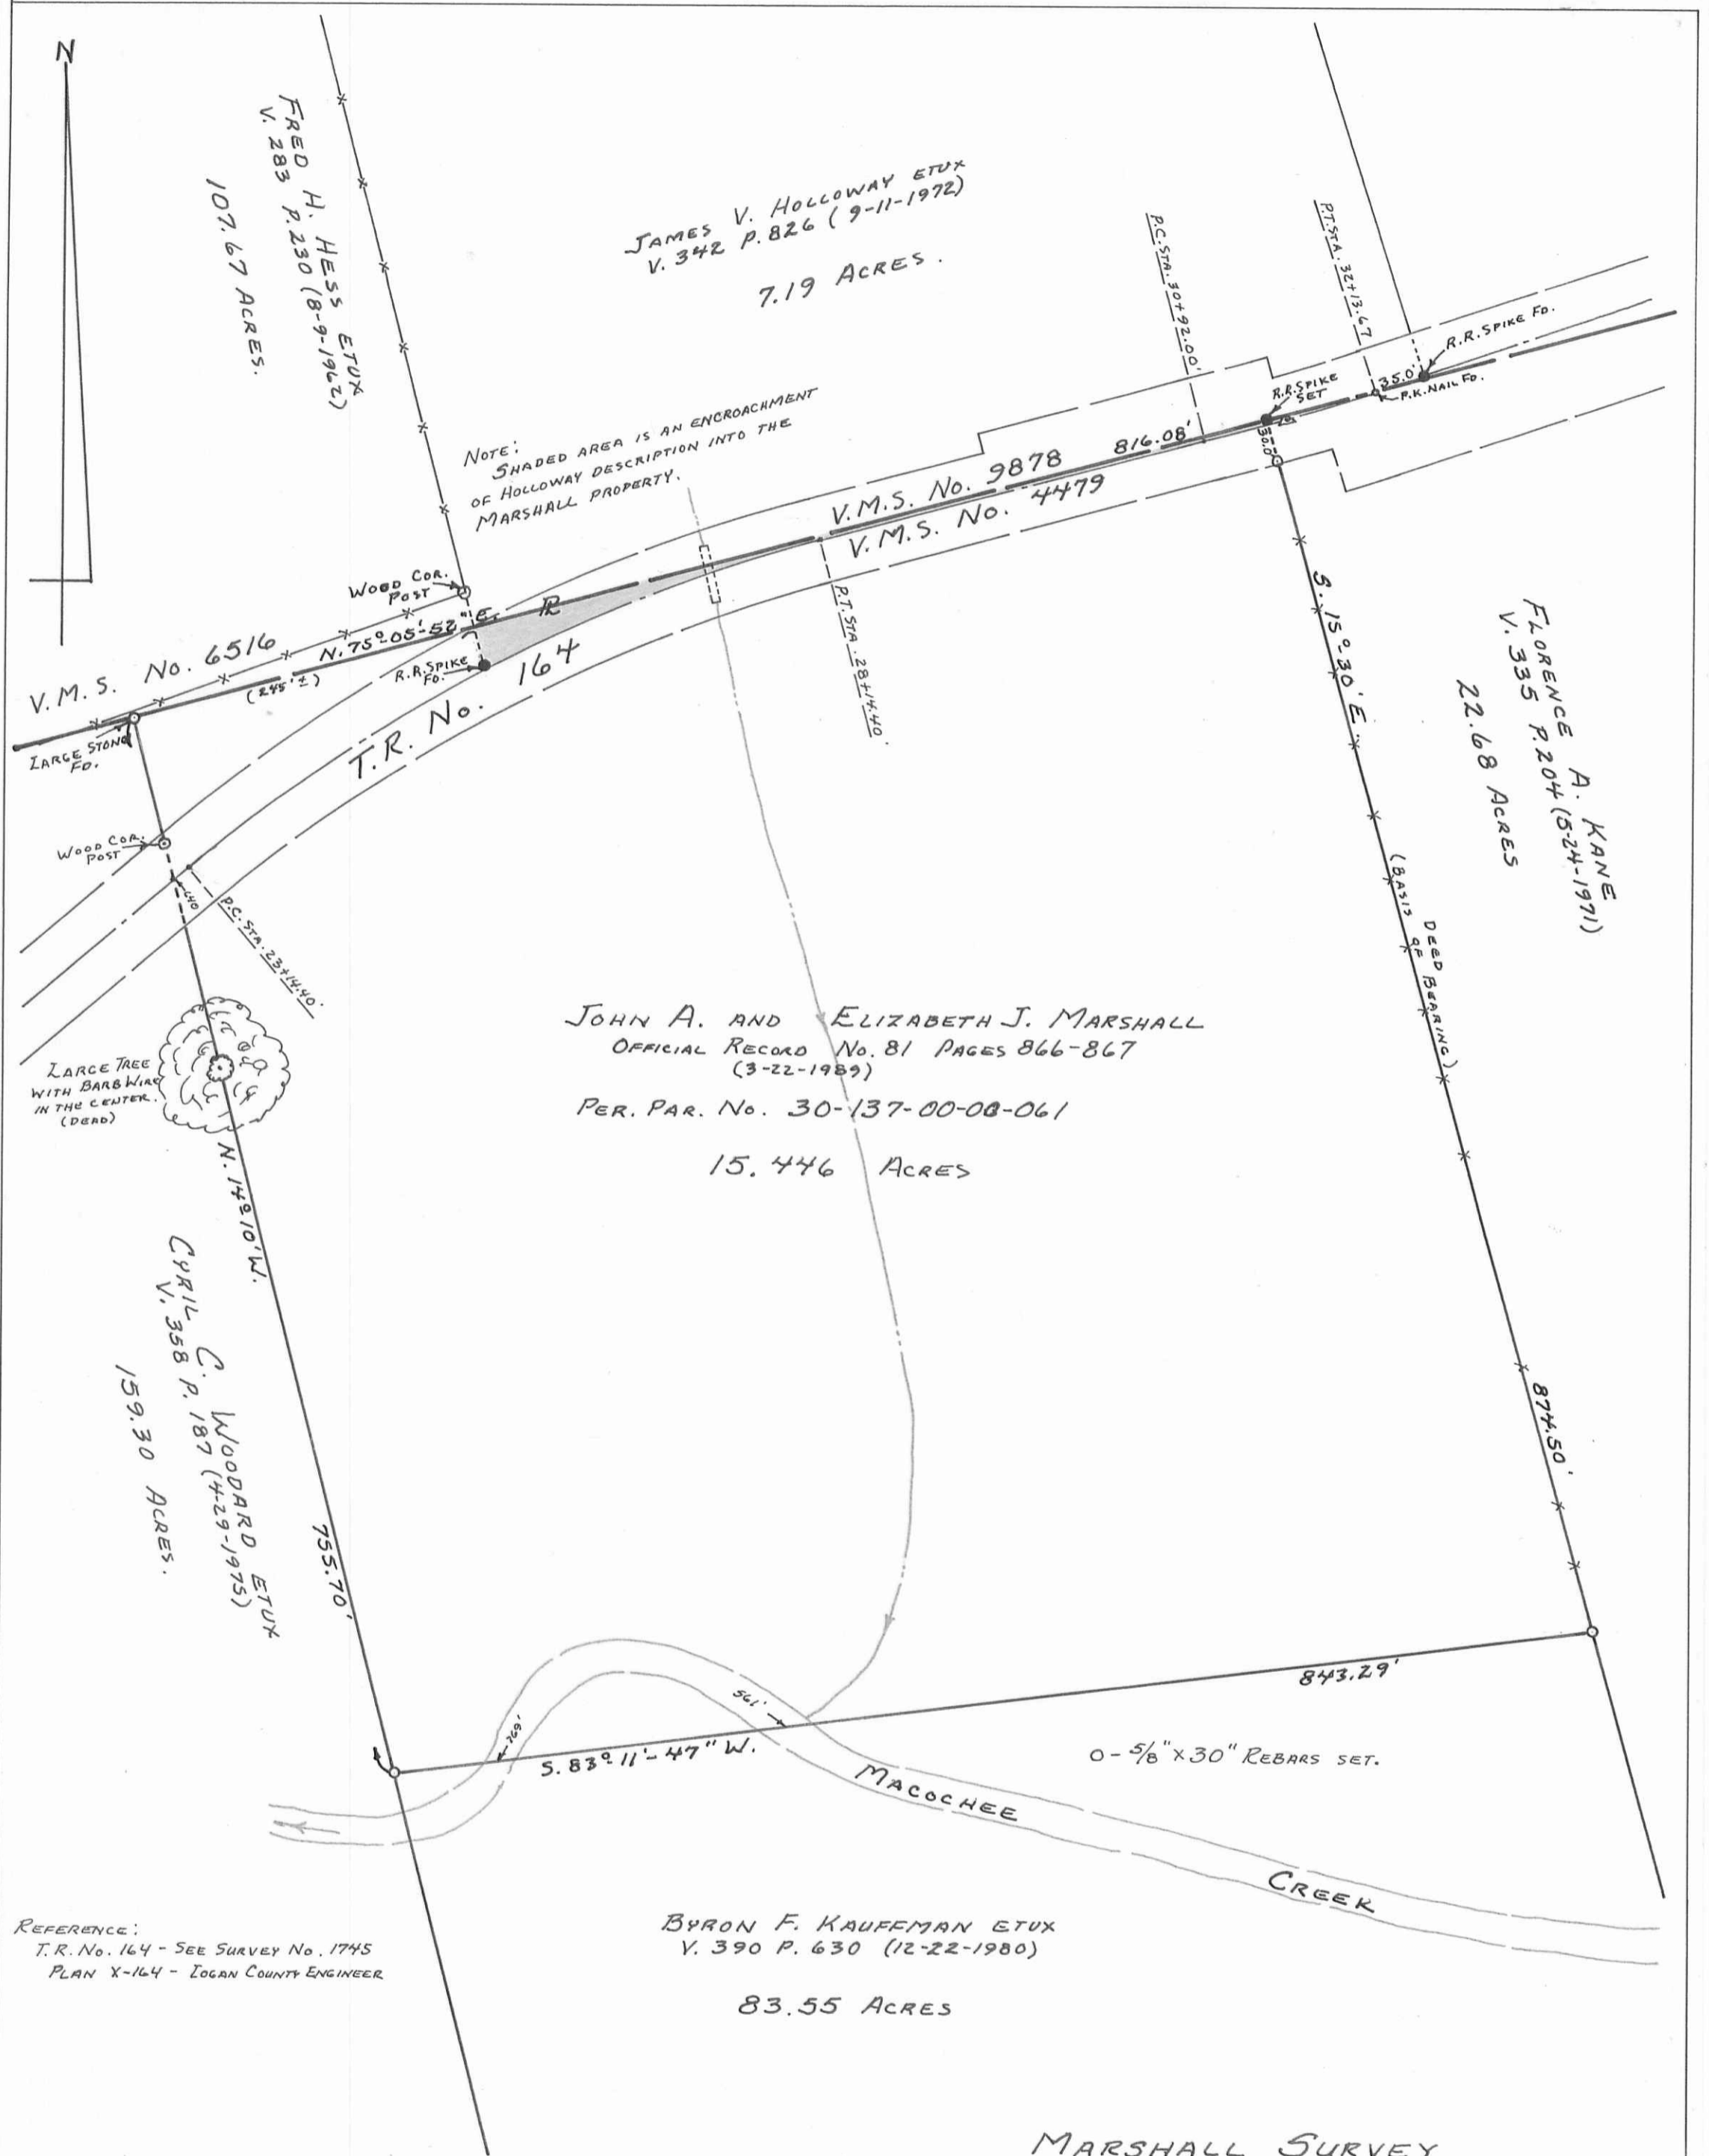 N
FRED H. HESS ETUX
V. 283 P. 230 (8-9-1962)
107.67 ACRES.
JAMES V. HOLLOWAY ETUX
V. 342 P. 826 (9-11-1972)
7.19 ACRES.
P.C. STA. 30+92.00'
P.T. STA. 32+13.67
R.R. SPIKE FD.
35.0'
P.K. NAIL FD.
R.R. SPIKE
SET
30.0'
NOTE:
SHADED AREA IS AN ENCROACHMENT
OF HOLLOWAY DESCRIPTION INTO THE
MARSHALL PROPERTY.
V.M.S. No. 9878
816.08'
V.M.S. No. 4479
WOOD COR.
POST
V.M.S. No. 6516
N. 75°-05'-52" E.
(245'±)
R.R. SPIKE
FD.
T.R. No. 164
P.T. STA. 28+14.40
LARGE STONE
FD.
WOOD COR.
POST
P.C. STA. 23+14.40
S. 15°-30' E.
FLORENCE A. KANE
V. 335 P. 204 (5-24-1971)
22.68 ACRES
(BASIS OF DEED BEARING)
874.50'
LARGE TREE
WITH BARB WIRE
IN THE CENTER.
(DEAD)
JOHN A. AND ELIZABETH J. MARSHALL
OFFICIAL RECORD No. 81 PAGES 866-867
(3-22-1989)
PER. PAR. No. 30-137-00-00-061
15.446 ACRES
N. 14°10' W.
755.70'
CYRIL C. WOODARD ETUX
V. 358 P. 187 (4-29-1975)
159.30 ACRES.
843.29'
561'
269'
S. 83°-11'-47" W.
O - 5/8" X 30" REBARS SET.
MACOCHEE CREEK
REFERENCE:
T.R. No. 164 - SEE SURVEY No. 1745
PLAN X-164 - LOGAN COUNTY ENGINEER
BYRON F. KAUFFMAN ETUX
V. 390 P. 630 (12-22-1980)
83.55 ACRES
MARSHALL SURVEY